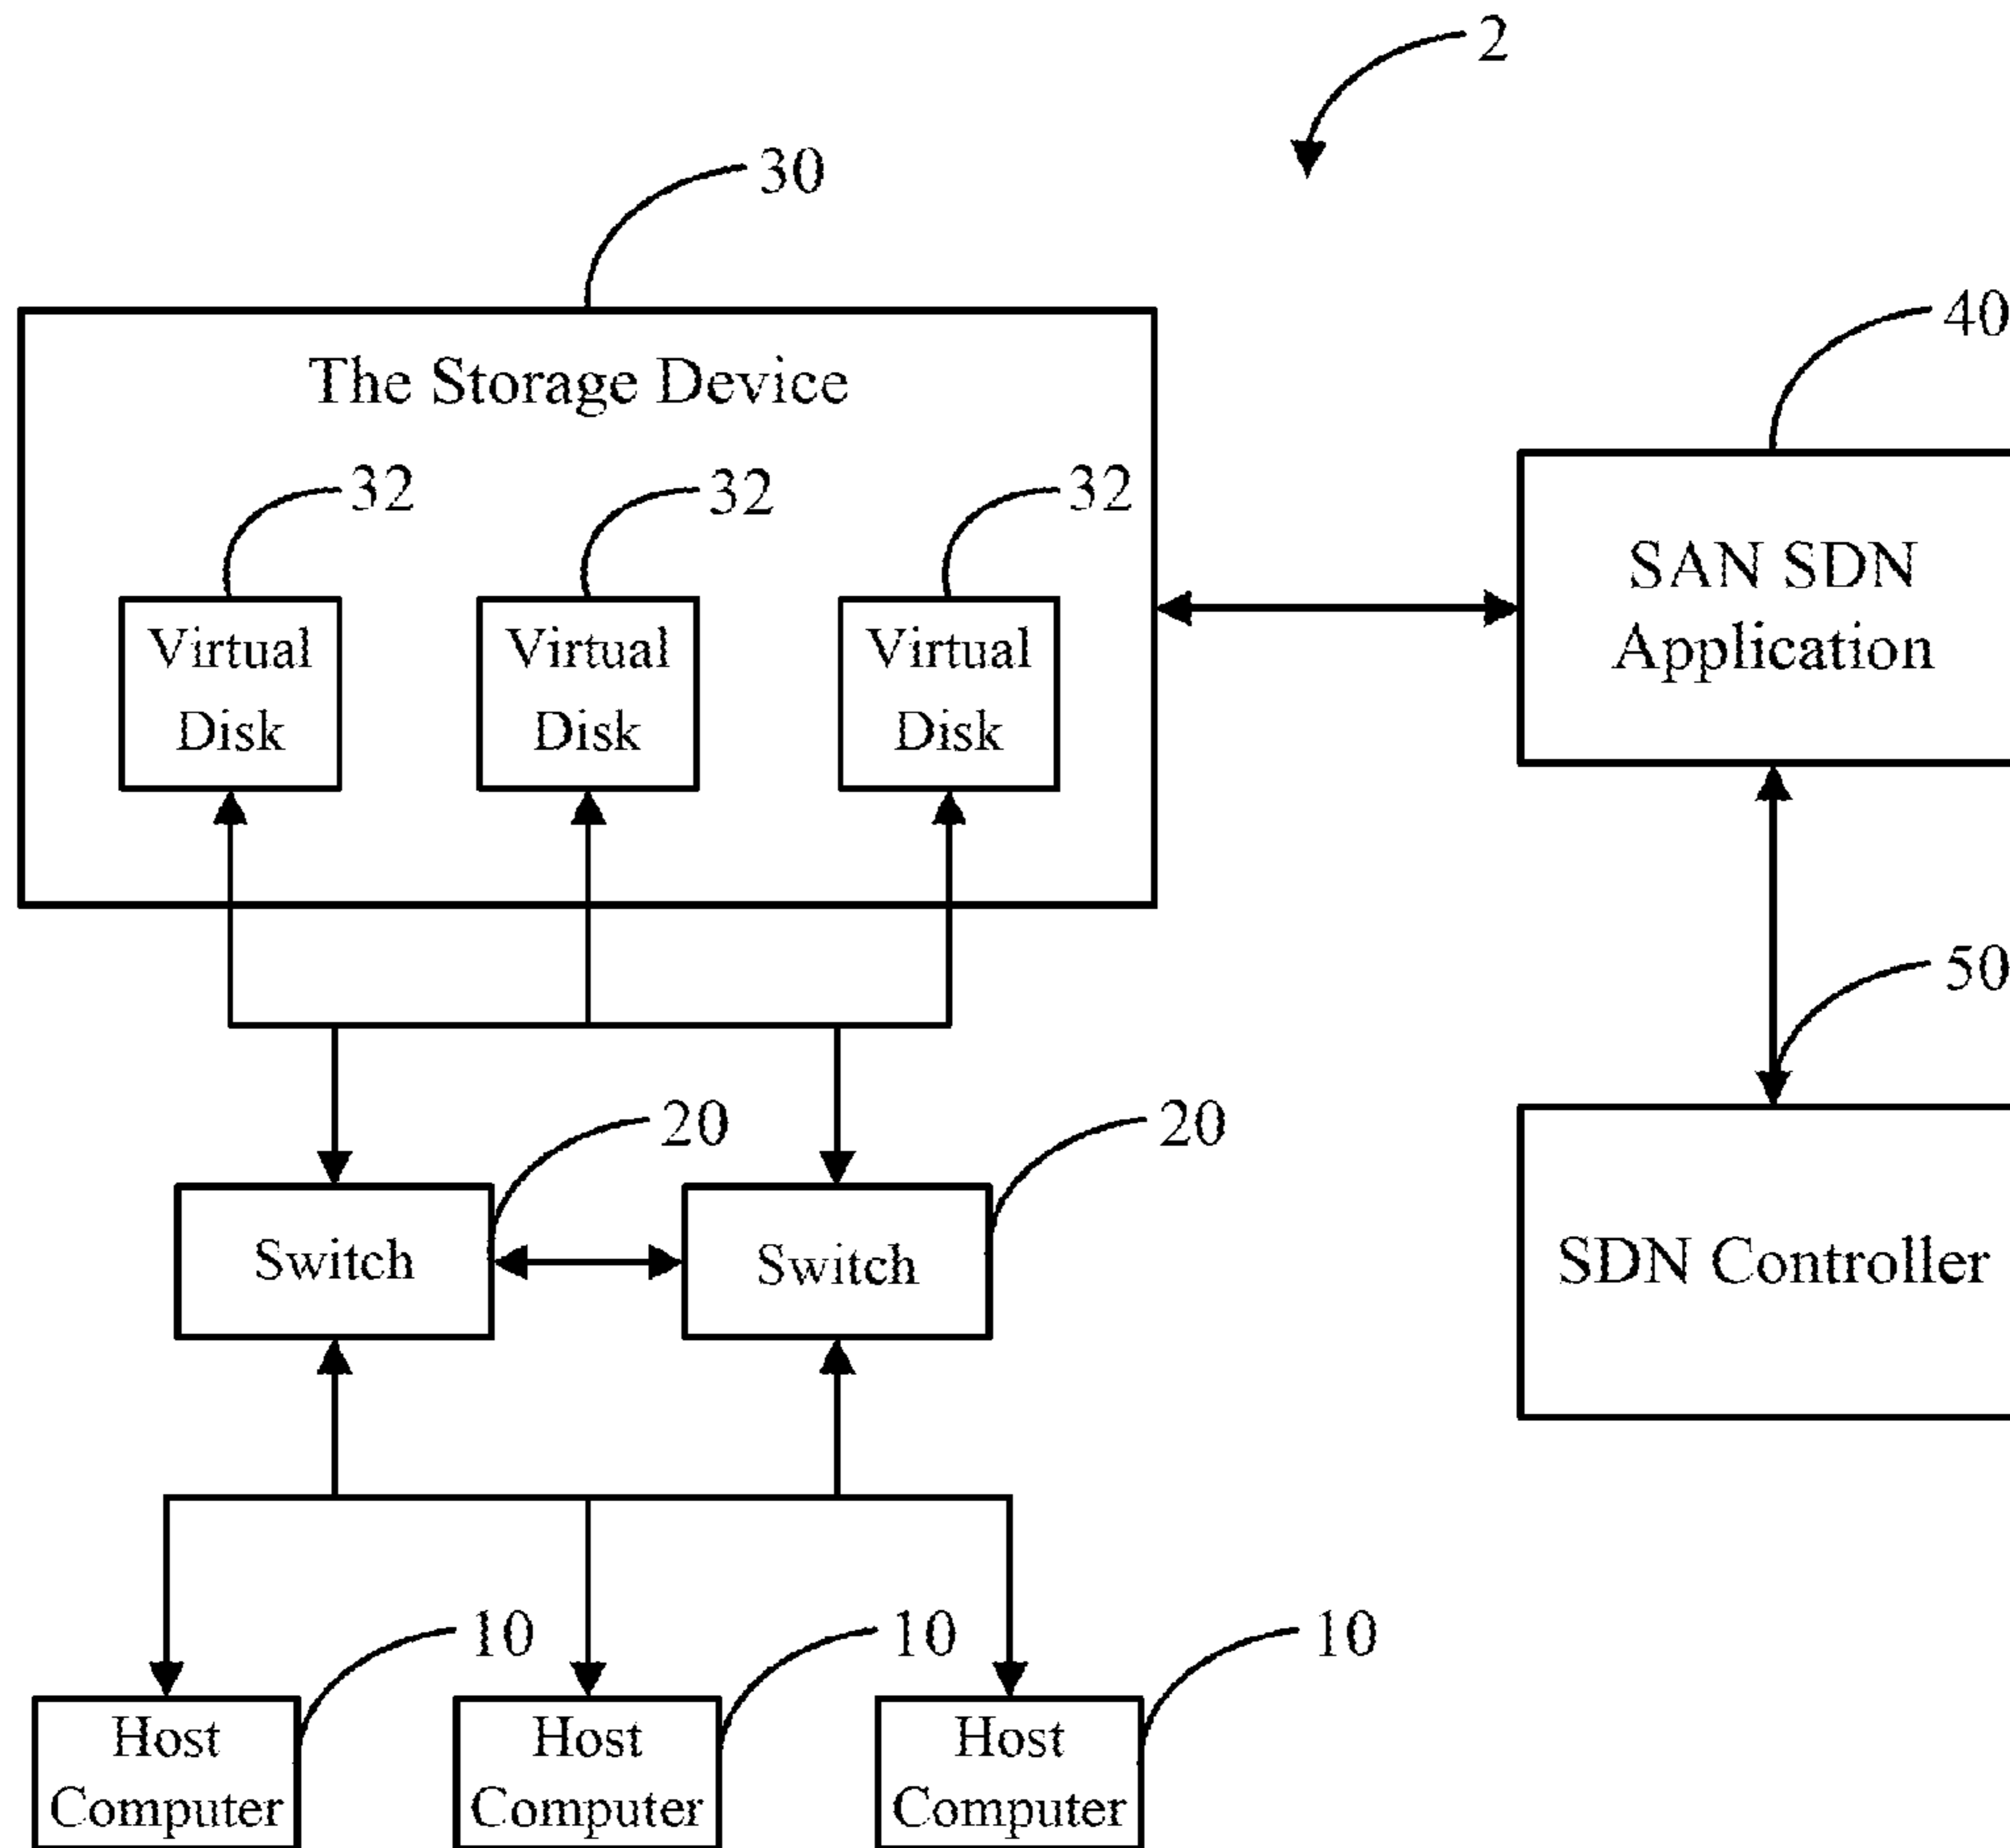 2
30
40
The Storage Device
32
32
32
Virtual
Disk
Virtual
Disk
Virtual
Disk
SAN SDN
Application
50
20
20
Switch
Switch
SDN Controller
10
10
10
Host
Computer
Host
Computer
Host
Computer